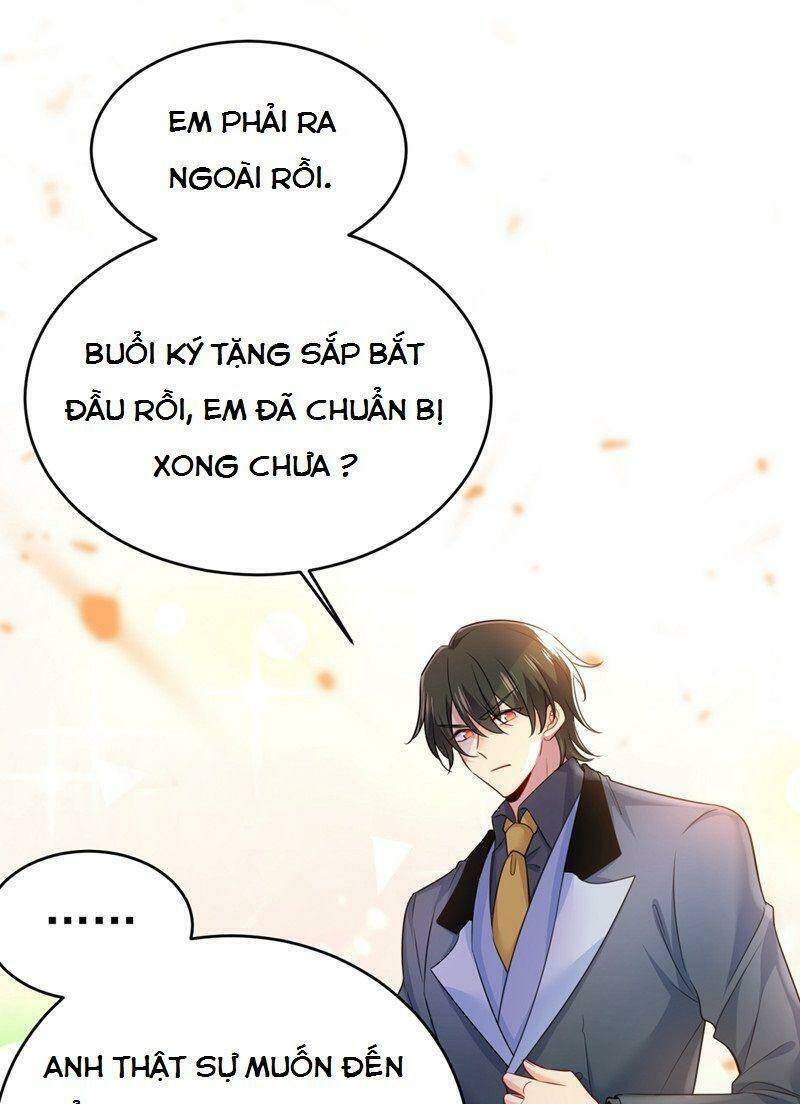 EM PHẢI RA
NGOÀI RỒI.
BUỔI KÝ TẶNG SẮP BẮT
ĐẦU RỒI, EM ĐÃ CHUẨN BỊ
XONG CHƯA ?
......
ANH THẬT SỰ MUỐN ĐẾN